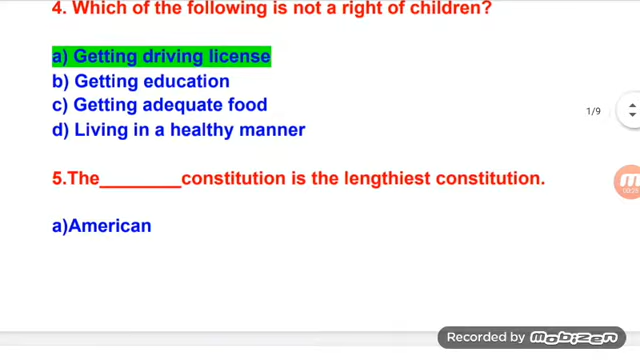 4. Which of the following is not a right of children?
a) Getting driving license
b) Getting education
c) Getting adequate food
d) Living in a healthy manner
1/9
5.The________constitution is the lengthiest constitution.
a)American
Recorded by mobizen